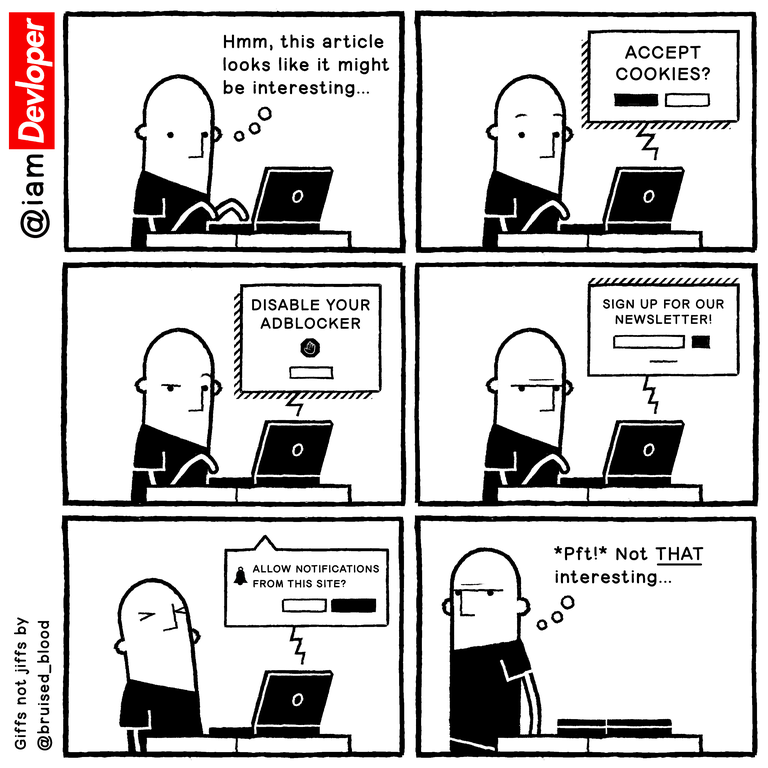 @iam Devloper
Hmm, this article
looks like it might
be interesting...
ACCEPT
COOKIES?
DISABLE YOUR
ADBLOCKER
SIGN UP FOR OUR
NEWSLETTER!
ALLOW NOTIFICATIONS
FROM THIS SITE?
*Pft!* Not THAT
interesting...
Giffs not jiffs by
@bruised_blood